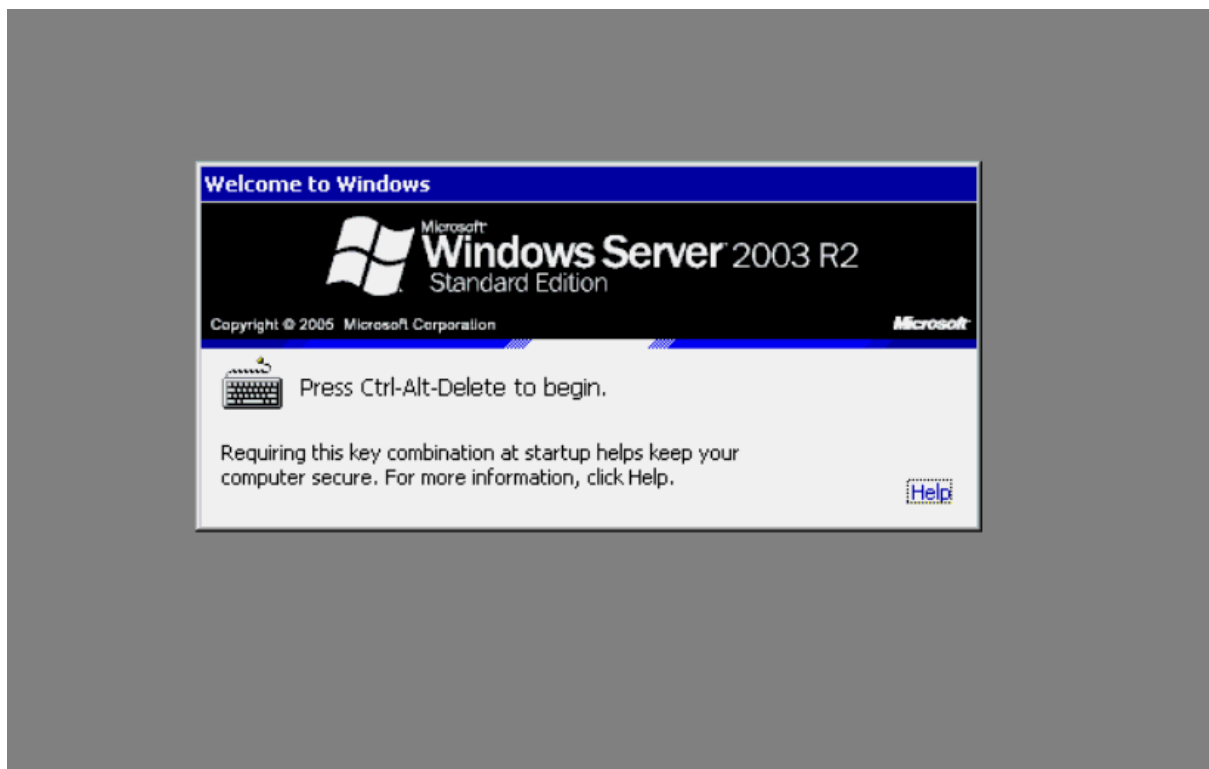 Welcome to Windows
Microsoft
Windows Server 2003 R2
Standard Edition
Copyright © 2005 Microsoft Corporation
Microsoft
Press Ctrl-Alt-Delete to begin.
Requiring this key combination at startup helps keep your
computer secure. For more information, click Help.
Help